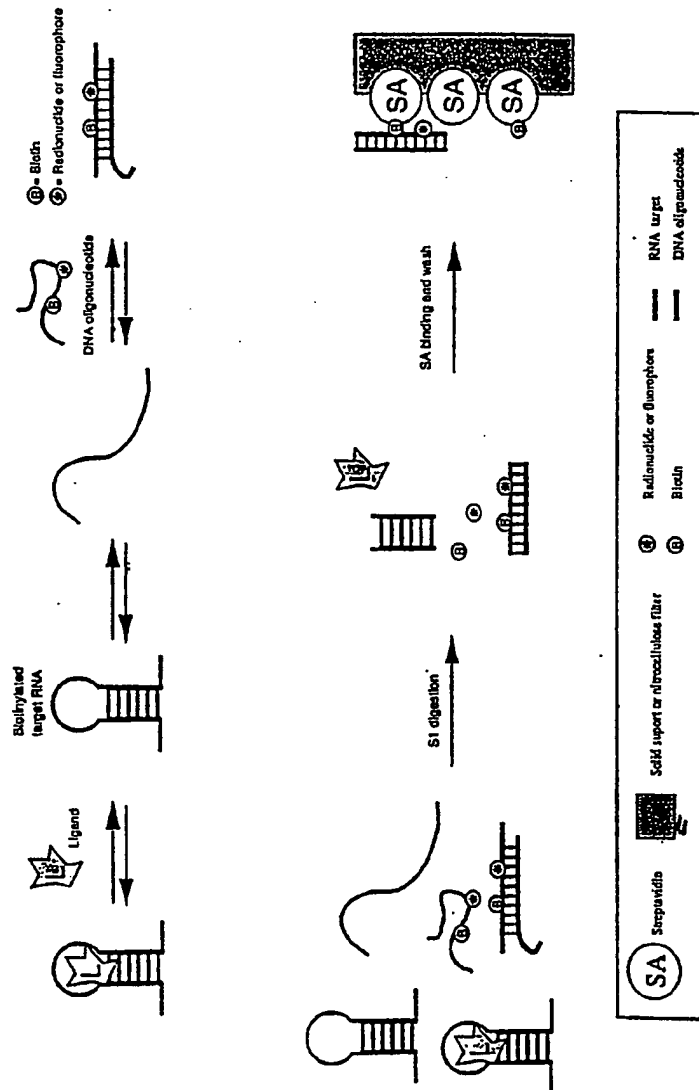 L
L
Ligand
Biotinylated
target RNA
B
DNA oligonucleotide
B = Biotin
* = Radionuclide or fluorophore
B
L
B
B
S1 digestion
L
B
B
SA binding and wash
B
SA
SA
SA
B
SA Streptavidin
Solid suport or nitrocellulose filter
* Radionuclide or fluorophore
B Biotin
RNA target
DNA oligonucleotide